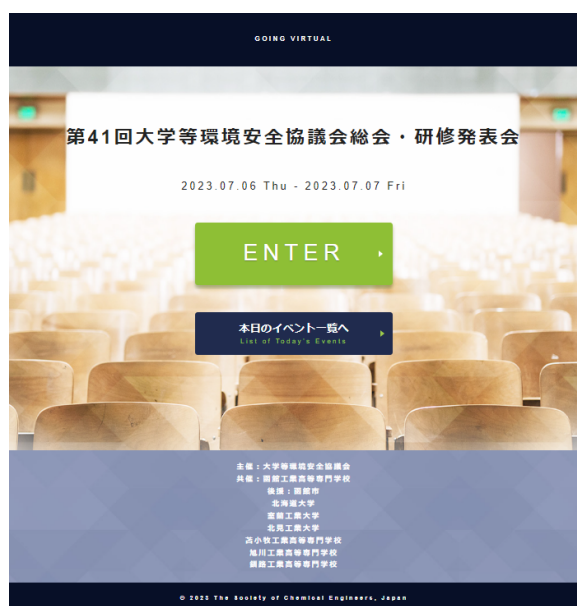 GOING VIRTUAL
第41回大学等環境安全協議会総会・研修発表会
2023.07.06 Thu - 2023.07.07 Fri
ENTER
本日のイベント一覧へ
List of Today's Events
主催：大学等環境安全協議会
共催：函館工業高等専門学校
後援：函館市
北海道大学
室蘭工業大学
北見工業大学
苫小牧工業高等専門学校
旭川工業高等専門学校
釧路工業高等専門学校
© 2023 The Society of Chemical Engineers, Japan